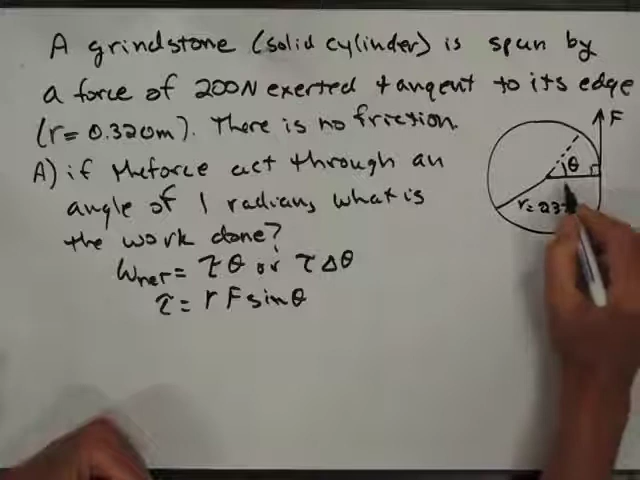 A grindstone (solid cylinder) is spun by
a force of 200N exerted tangent to its edge
(r= 0.320m). There is no friction.
A) if the force act through an
angle of 1 radians what is
the work done?
Wnet= τθ or τΔθ
τ= r F sinθ
F
θ
r=